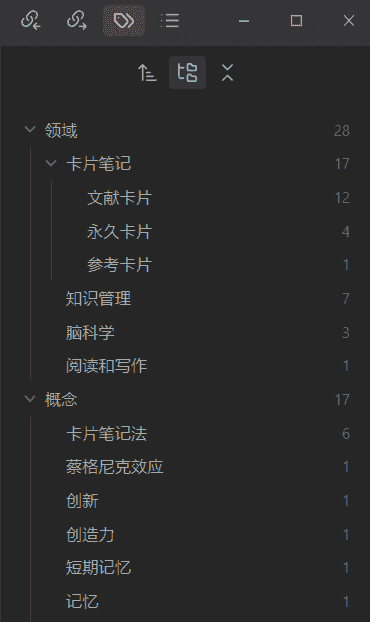 领域 28
卡片笔记 17
文献卡片 12
永久卡片 4
参考卡片 1
知识管理 7
脑科学 3
阅读和写作 1
概念 17
卡片笔记法 6
蔡格尼克效应 1
创新 1
创造力 1
短期记忆 1
记忆 1